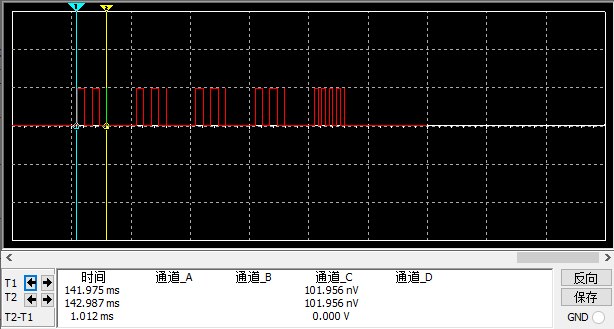 1 2
T1
T2
T2-T1
时间 通道_A 通道_B 通道_C 通道_D
141.975 ms 101.956 nV
142.987 ms 101.956 nV
1.012 ms 0.000 V
反向
保存
GND